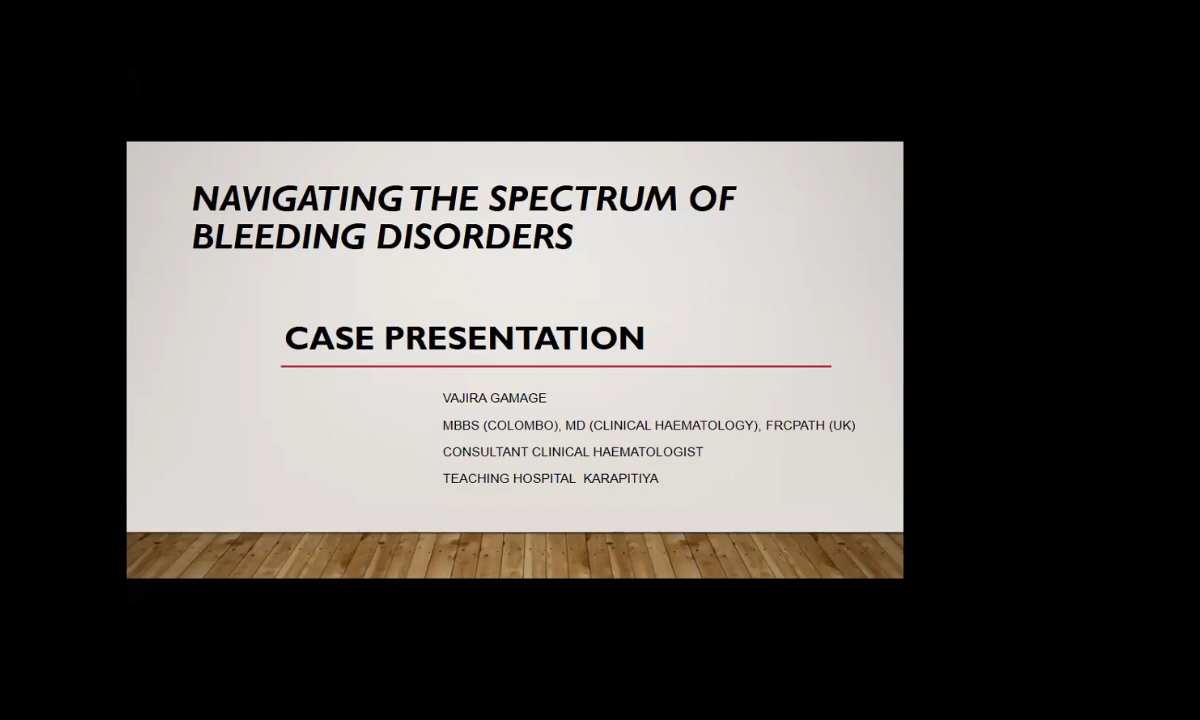 NAVIGATING THE SPECTRUM OF
BLEEDING DISORDERS
CASE PRESENTATION
VAJIRA GAMAGE
MBBS (COLOMBO), MD (CLINICAL HAEMATOLOGY), FRCPATH (UK)
CONSULTANT CLINICAL HAEMATOLOGIST
TEACHING HOSPITAL KARAPITIYA